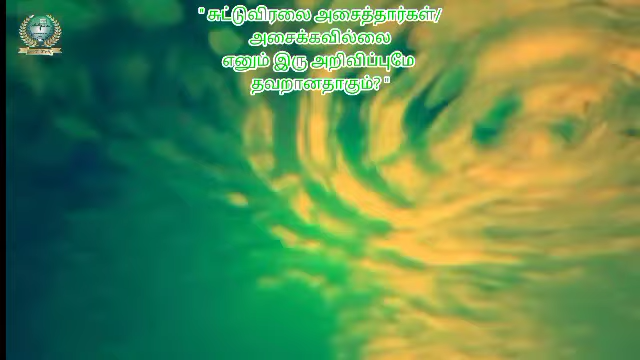 " சுட்டுவிரலை அசைத்தார்கள்/
அசைக்கவில்லை
எனும் இரு அறிவிப்புமே
தவறானதாகும்? "